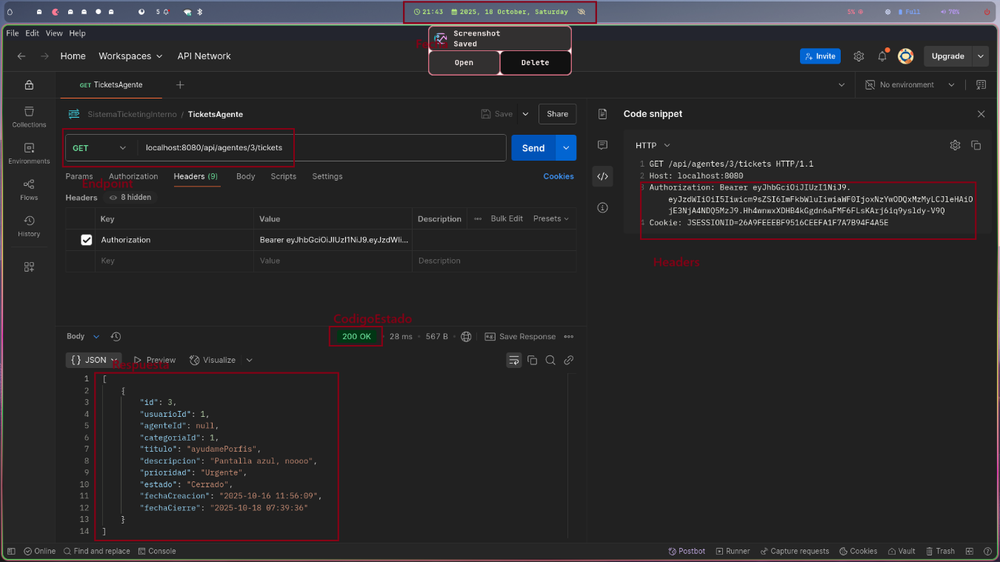 5
21:43 2025, 18 October, Saturday
5%
Full
70%
Screenshot
Saved
Open
Delete
File Edit View Help
Home Workspaces API Network
Invite
Upgrade
GET TicketsAgente
No environment
HTTP SistemaTicketingInterno / TicketsAgente
Save
Share
GET localhost:8080/api/agentes/3/tickets
Send
Params Authorization Headers (9) Body Scripts Settings
Cookies
Endpoint
Headers 8 hidden
Key Value Description Bulk Edit Presets
Authorization Bearer eyJhbGciOiJIUzI1NiJ9.eyJzdWIi...
Key Value Description
Collections
Environments
Flows
History
Code snippet
HTTP
1 GET /api/agentes/3/tickets HTTP/1.1
2 Host: localhost:8080
3 Authorization: Bearer eyJhbGciOiJIUzI1NiJ9.
eyJzdWIiOiI5Iiwicm9sZSI6ImFkbWluIiwiaWF0IjoxNzYwODQxMzMyLCJleHAiO
jE3NjA4NDQ5MzJ9.Hh4wnwxXDHB4kGgdn6aFMF6FLsKArj6iq9ysldy-V9Q
4 Cookie: JSESSIONID=26A9FEEEBF9516CEEFA1F7A7B94F4A5E
Headers
CodigoEstado
Body
200 OK 28 ms 567 B
Save Response
{} JSON Preview Visualize
Respuesta
1 [
2 {
3 "id": 3,
4 "usuarioId": 1,
5 "agenteId": null,
6 "categoriaId": 1,
7 "titulo": "ayudamePorfis",
8 "descripcion": "Pantalla azul, noooo",
9 "prioridad": "Urgente",
10 "estado": "Cerrado",
11 "fechaCreacion": "2025-10-16 11:56:09",
12 "fechaCierre": "2025-10-18 07:39:36"
13 }
14 ]
Online Find and replace Console
Postbot Runner Capture requests Cookies Vault Trash